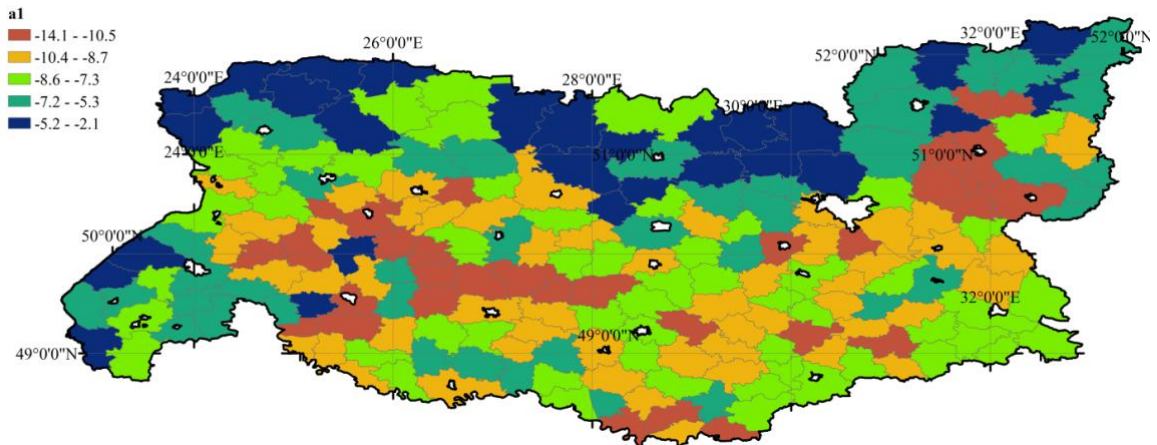 a1
-14.1 - -10.5
-10.4 - -8.7
-8.6 - -7.3
-7.2 - -5.3
-5.2 - -2.1
26°0'0"E
32°0'0"E
52°0'0"N
52°0'0"N
24°0'0"E
28°0'0"E
30°0'0"E
24°0'0"E
51°0'0"N
51°0'0"N
50°0'0"N
32°0'0"E
49°0'0"N
49°0'0"N